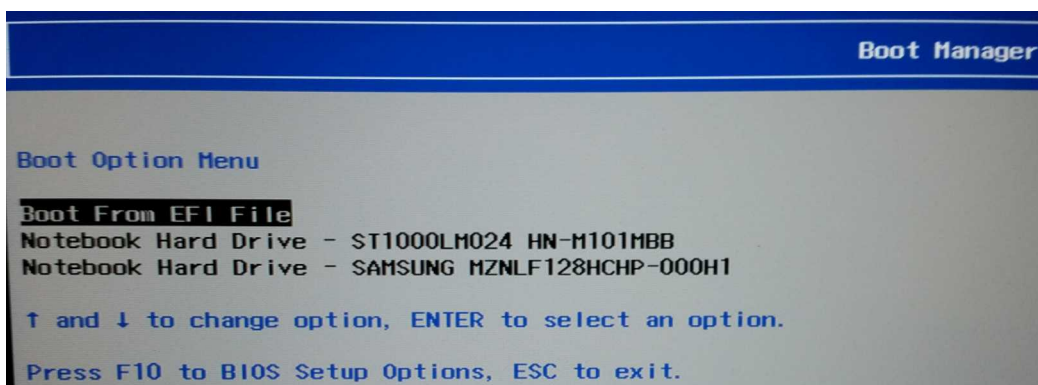 Boot Manager
Boot Option Menu
Boot From EFI File
Notebook Hard Drive - ST1000LM024 HN-M101MBB
Notebook Hard Drive - SAMSUNG MZNLF128HCHP-000H1
↑ and ↓ to change option, ENTER to select an option.
Press F10 to BIOS Setup Options, ESC to exit.